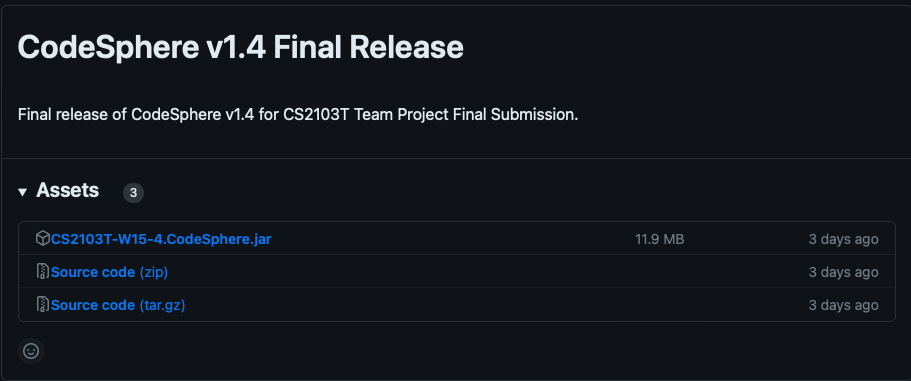 CodeSphere v1.4 Final Release
Final release of CodeSphere v1.4 for CS2103T Team Project Final Submission.
Assets 3
CS2103T-W15-4.CodeSphere.jar 11.9 MB 3 days ago
Source code (zip) 3 days ago
Source code (tar.gz) 3 days ago